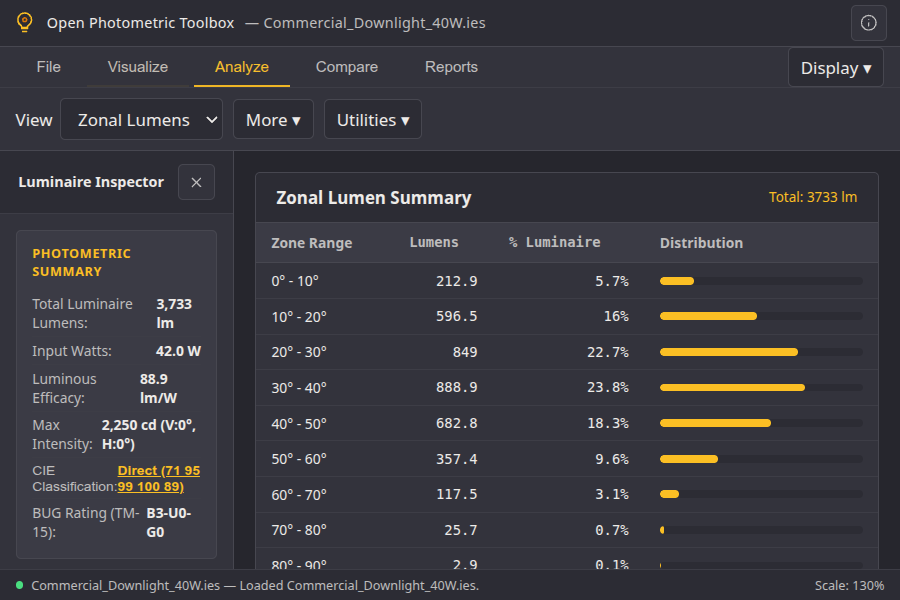 Open Photometric Toolbox — Commercial_Downlight_40W.ies
File Visualize Analyze Compare Reports Display ▾
View Zonal Lumens More ▾ Utilities ▾
Luminaire Inspector
PHOTOMETRIC
SUMMARY
Total Luminaire Lumens: 3,733 lm
Input Watts: 42.0 W
Luminous Efficacy: 88.9 lm/W
Max Intensity: 2,250 cd (V:0°, H:0°)
CIE Classification: Direct (71 95 99 100 89)
BUG Rating (TM-15): B3-U0-G0
Zonal Lumen Summary Total: 3733 lm
Zone Range Lumens % Luminaire Distribution
0° - 10° 212.9 5.7%
10° - 20° 596.5 16%
20° - 30° 849 22.7%
30° - 40° 888.9 23.8%
40° - 50° 682.8 18.3%
50° - 60° 357.4 9.6%
60° - 70° 117.5 3.1%
70° - 80° 25.7 0.7%
80° - 90° 2.9 0.1%
Commercial_Downlight_40W.ies — Loaded Commercial_Downlight_40W.ies. Scale: 130%